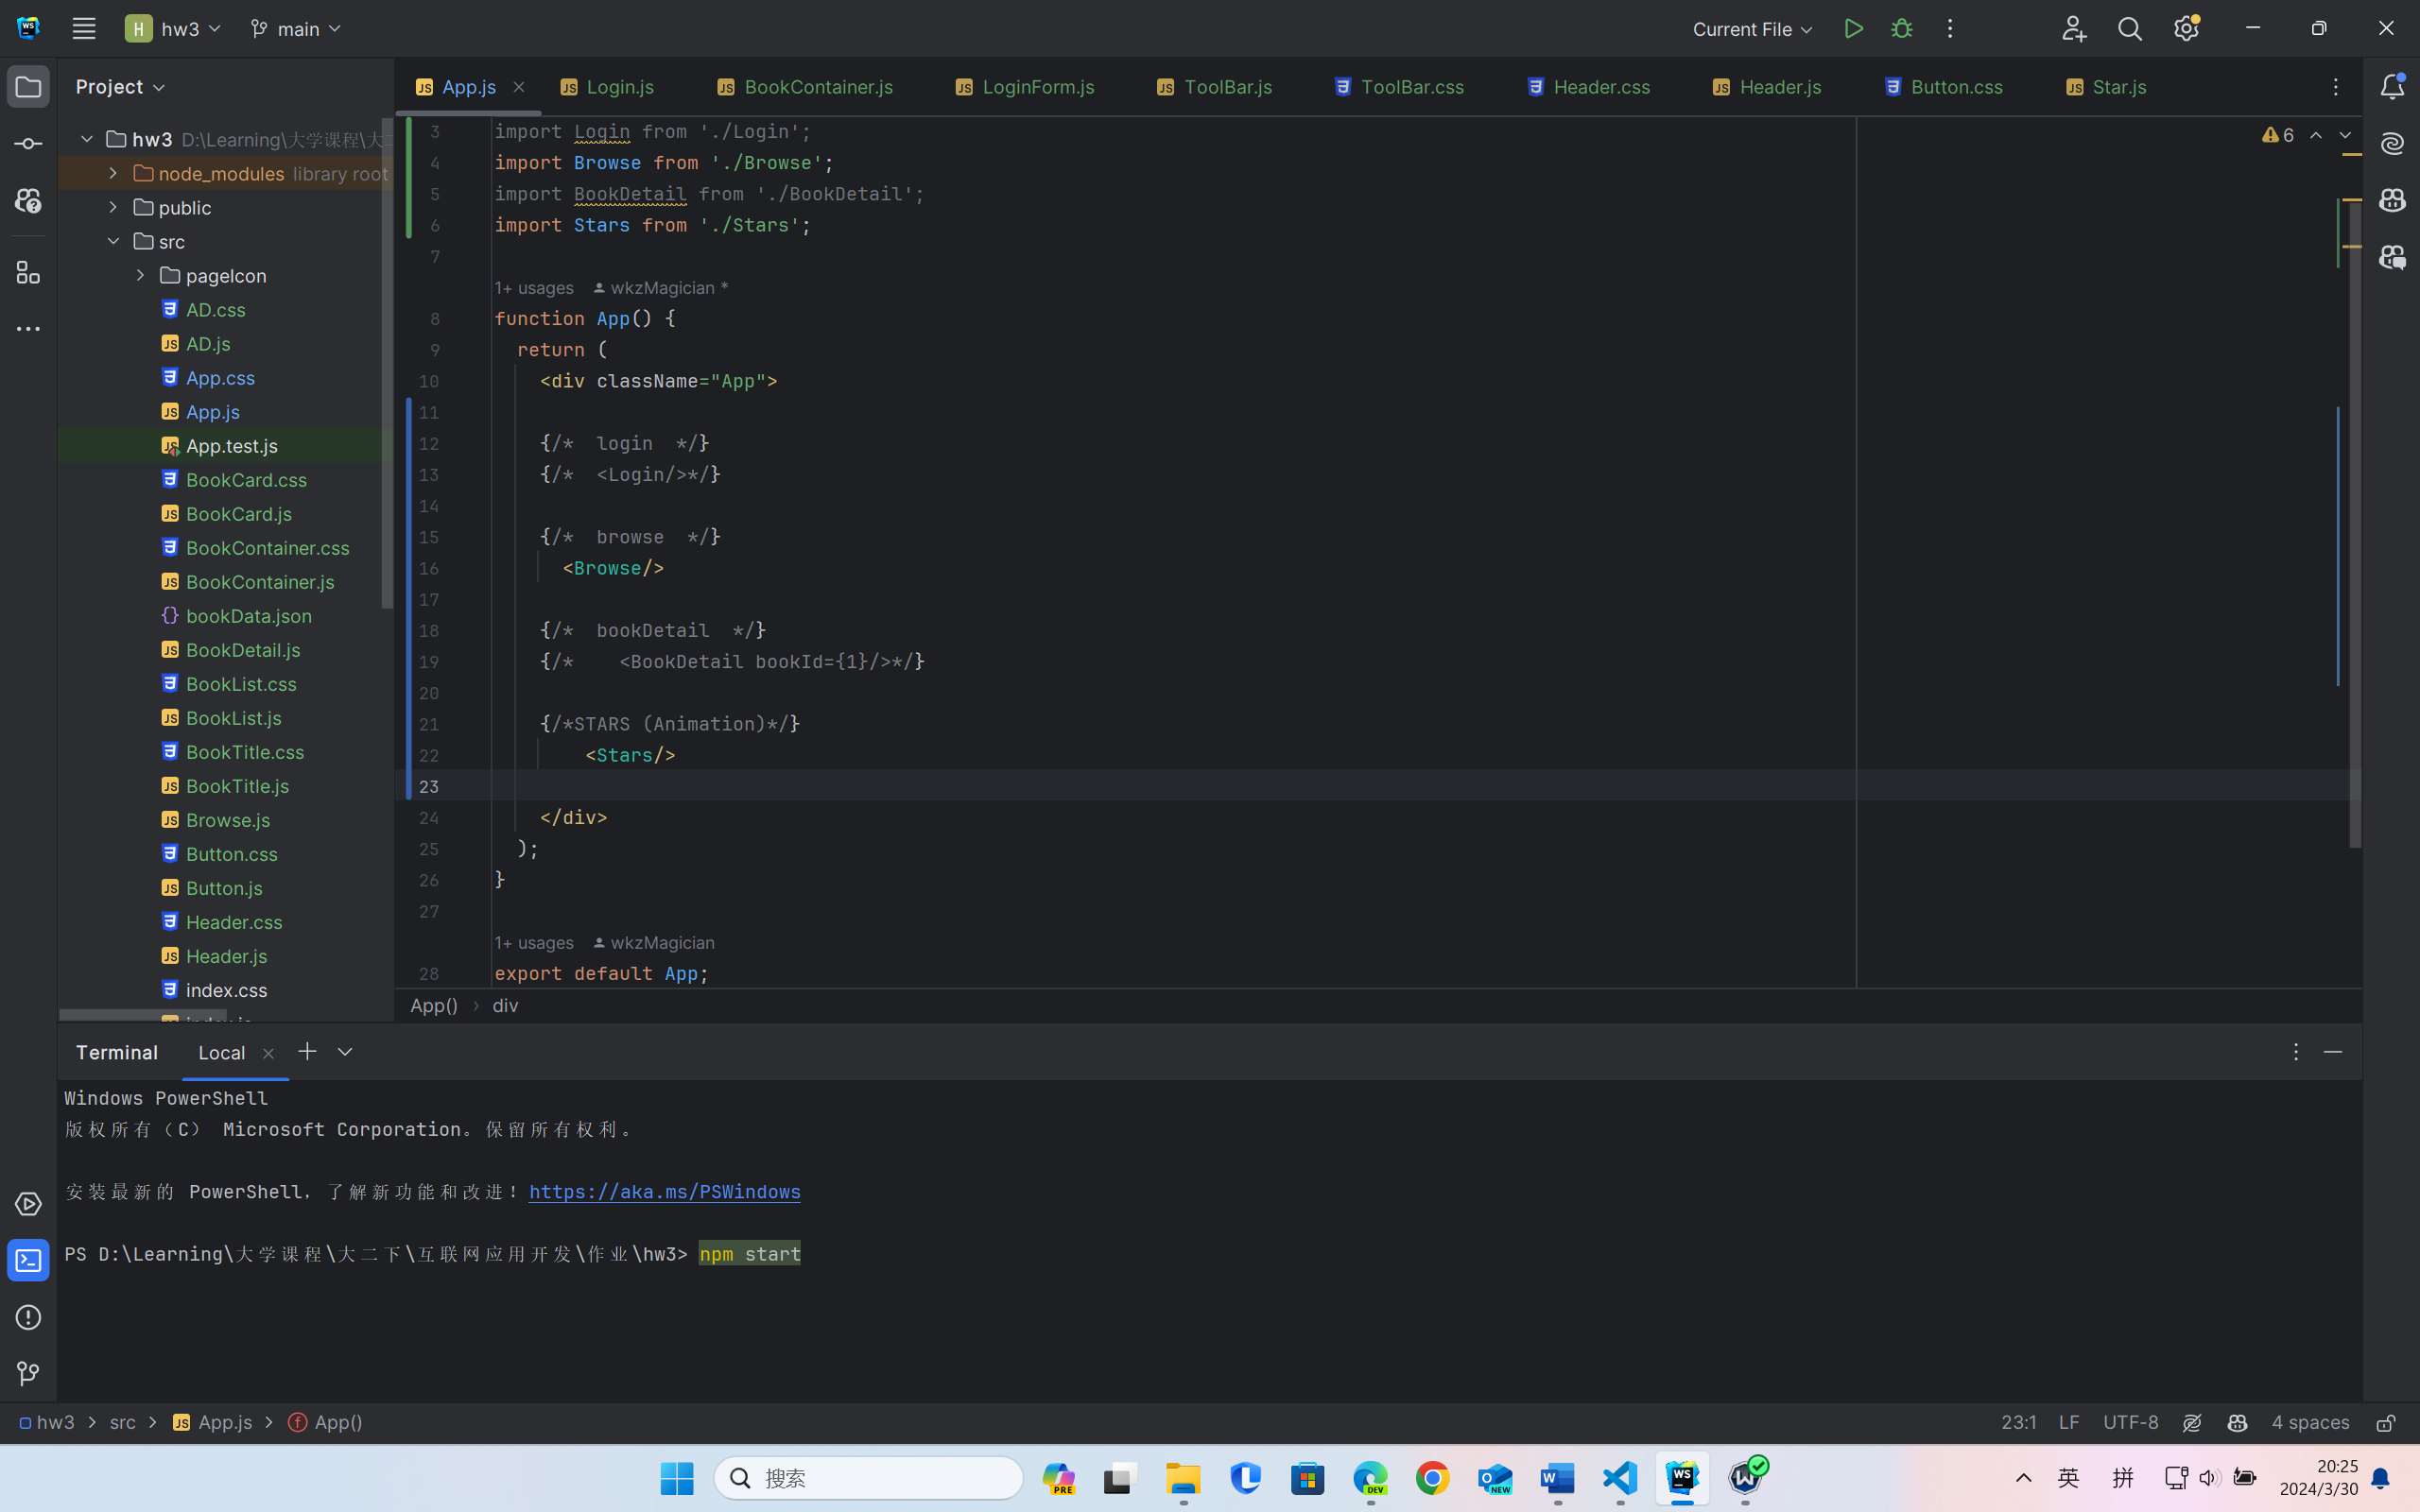 H hw3 main Current File
Project
App.js Login.js BookContainer.js LoginForm.js ToolBar.js ToolBar.css Header.css Header.js Button.css Star.js
hw3 D:\Learning\大学课程\大二
node_modules library root
public
src
pageIcon
AD.css
AD.js
App.css
App.js
App.test.js
BookCard.css
BookCard.js
BookContainer.css
BookContainer.js
bookData.json
BookDetail.js
BookList.css
BookList.js
BookTitle.css
BookTitle.js
Browse.js
Button.css
Button.js
Header.css
Header.js
index.css
index.js
6
3 import Login from './Login';
4 import Browse from './Browse';
5 import BookDetail from './BookDetail';
6 import Stars from './Stars';
7
1+ usages wkzMagician *
8 function App() {
9 return (
10 <div className="App">
11
12 {/*  login  */}
13 {/*  <Login/>*/}
14
15 {/*  browse  */}
16 <Browse/>
17
18 {/*  bookDetail  */}
19 {/*    <BookDetail bookId={1}/>*/}
20
21 {/*STARS (Animation)*/}
22 <Stars/>
23
24 </div>
25 );
26 }
27
1+ usages wkzMagician
28 export default App;
App() div
Terminal Local
Windows PowerShell
版权所有（C） Microsoft Corporation。保留所有权利。
安装最新的 PowerShell，了解新功能和改进！https://aka.ms/PSWindows
PS D:\Learning\大学课程\大二下\互联网应用开发\作业\hw3> npm start
hw3 src App.js App() 23:1 LF UTF-8 4 spaces
搜索
PRE
DEV
NEW
WS
英 拼
20:25
2024/3/30